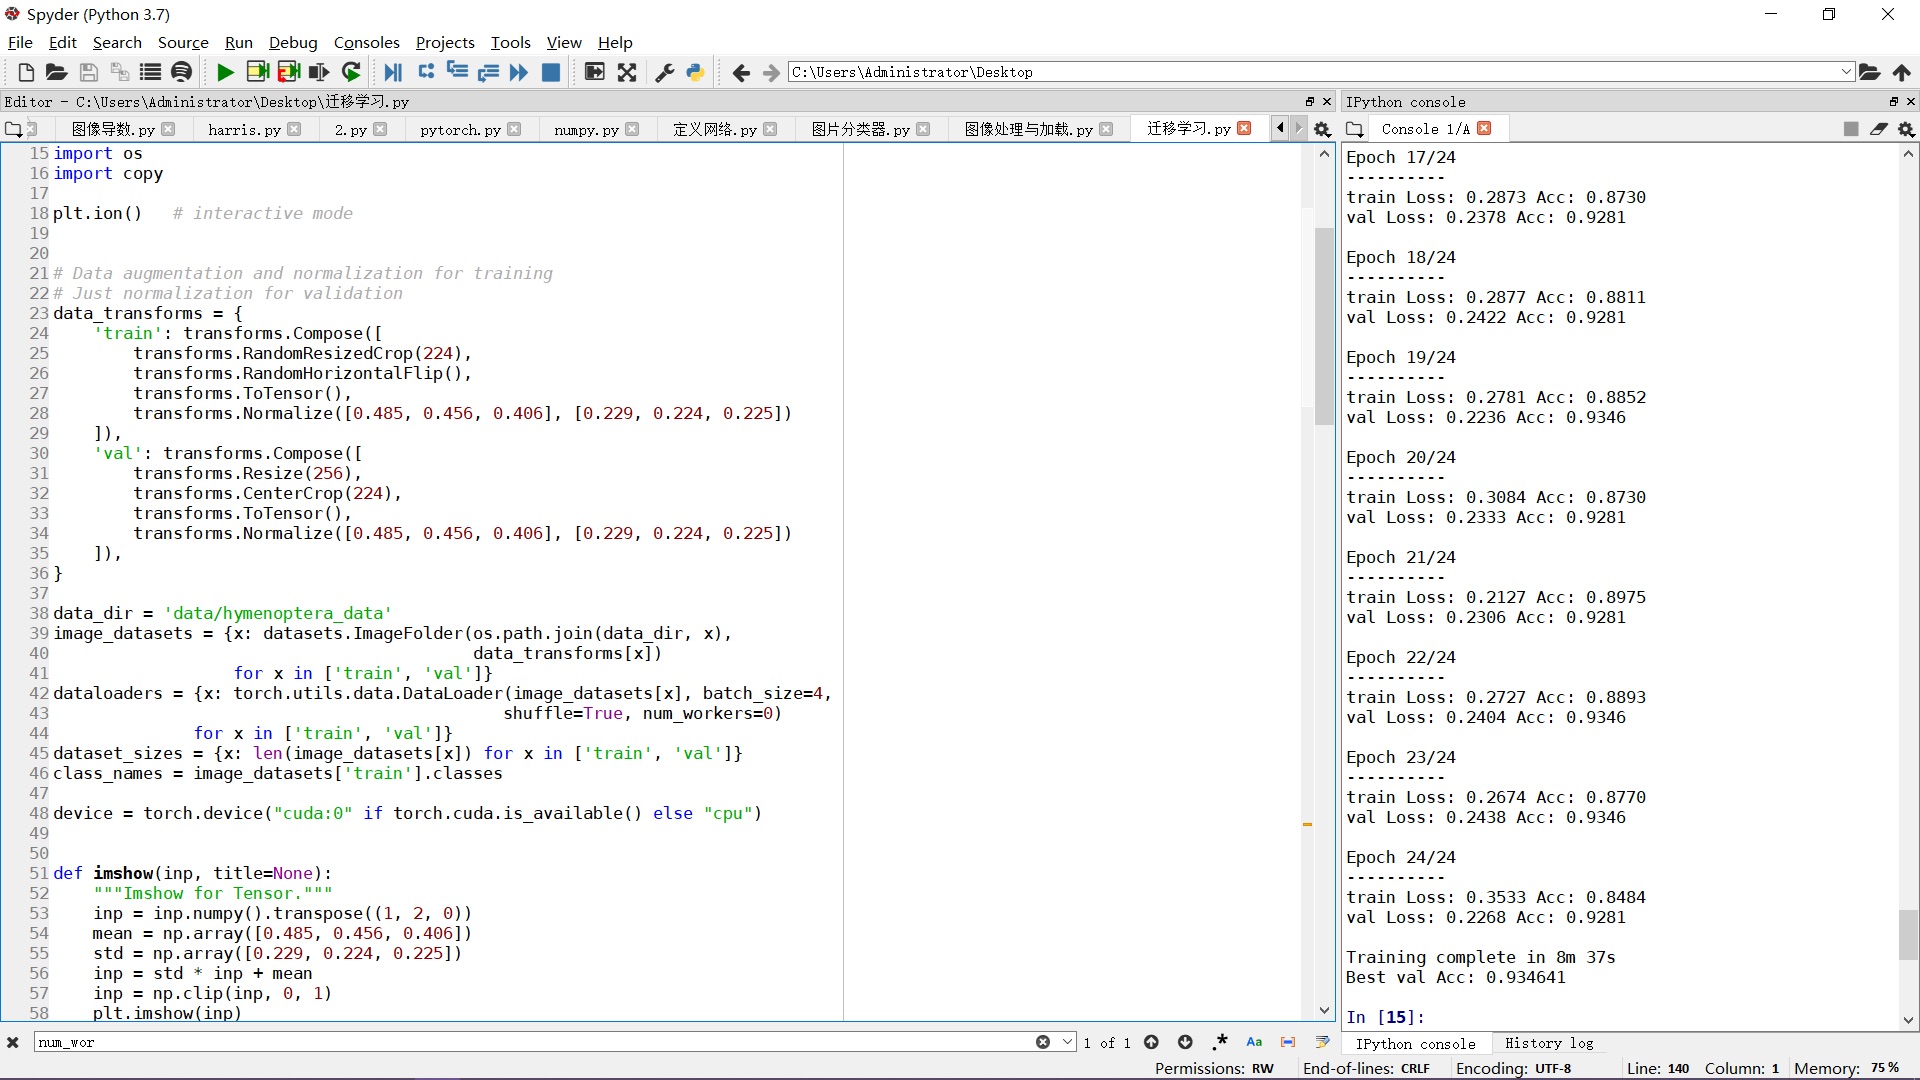 Spyder (Python 3.7)
File Edit Search Source Run Debug Consoles Projects Tools View Help
C:\Users\Administrator\Desktop
Editor - C:\Users\Administrator\Desktop\迁移学习.py
图像导数.py harris.py 2.py pytorch.py numpy.py 定义网络.py 图片分类器.py 图像处理与加载.py 迁移学习.py
15 import os
16 import copy
17
18 plt.ion()   # interactive mode
19
20
21 # Data augmentation and normalization for training
22 # Just normalization for validation
23 data_transforms = {
24     'train': transforms.Compose([
25         transforms.RandomResizedCrop(224),
26         transforms.RandomHorizontalFlip(),
27         transforms.ToTensor(),
28         transforms.Normalize([0.485, 0.456, 0.406], [0.229, 0.224, 0.225])
29     ]),
30     'val': transforms.Compose([
31         transforms.Resize(256),
32         transforms.CenterCrop(224),
33         transforms.ToTensor(),
34         transforms.Normalize([0.485, 0.456, 0.406], [0.229, 0.224, 0.225])
35     ]),
36 }
37
38 data_dir = 'data/hymenoptera_data'
39 image_datasets = {x: datasets.ImageFolder(os.path.join(data_dir, x),
40                                           data_transforms[x])
41                   for x in ['train', 'val']}
42 dataloaders = {x: torch.utils.data.DataLoader(image_datasets[x], batch_size=4,
43                                              shuffle=True, num_workers=0)
44               for x in ['train', 'val']}
45 dataset_sizes = {x: len(image_datasets[x]) for x in ['train', 'val']}
46 class_names = image_datasets['train'].classes
47
48 device = torch.device("cuda:0" if torch.cuda.is_available() else "cpu")
49
50
51 def imshow(inp, title=None):
52     """Imshow for Tensor."""
53     inp = inp.numpy().transpose((1, 2, 0))
54     mean = np.array([0.485, 0.456, 0.406])
55     std = np.array([0.229, 0.224, 0.225])
56     inp = std * inp + mean
57     inp = np.clip(inp, 0, 1)
58     plt.imshow(inp)
num_wor
1 of 1
Aa
IPython console
Console 1/A
Epoch 17/24
----------
train Loss: 0.2873 Acc: 0.8730
val Loss: 0.2378 Acc: 0.9281
Epoch 18/24
----------
train Loss: 0.2877 Acc: 0.8811
val Loss: 0.2422 Acc: 0.9281
Epoch 19/24
----------
train Loss: 0.2781 Acc: 0.8852
val Loss: 0.2236 Acc: 0.9346
Epoch 20/24
----------
train Loss: 0.3084 Acc: 0.8730
val Loss: 0.2333 Acc: 0.9281
Epoch 21/24
----------
train Loss: 0.2127 Acc: 0.8975
val Loss: 0.2306 Acc: 0.9281
Epoch 22/24
----------
train Loss: 0.2727 Acc: 0.8893
val Loss: 0.2404 Acc: 0.9346
Epoch 23/24
----------
train Loss: 0.2674 Acc: 0.8770
val Loss: 0.2438 Acc: 0.9346
Epoch 24/24
----------
train Loss: 0.3533 Acc: 0.8484
val Loss: 0.2268 Acc: 0.9281
Training complete in 8m 37s
Best val Acc: 0.934641
In [15]:
IPython console History log
Permissions: RW End-of-lines: CRLF Encoding: UTF-8 Line: 140 Column: 1 Memory: 75 %